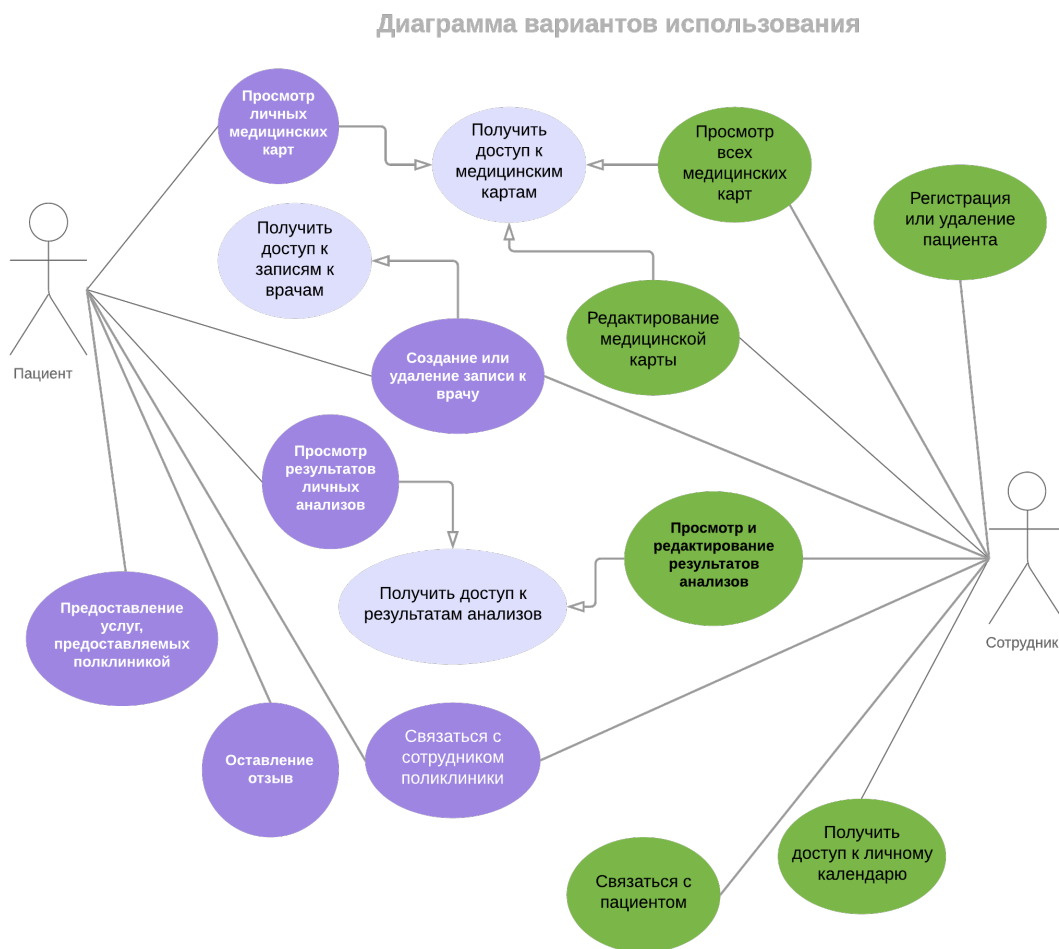 Диаграмма вариантов использования
Просмотр
личных
медицинских
карт
Получить
доступ к
медицинским
картам
Просмотр
всех
медицинских
карт
Регистрация
или удаление
пациента
Получить
доступ к
записям к
врачам
Пациент
Редактирование
медицинской
карты
Создание или
удаление записи к
врачу
Просмотр
результатов
личных
анализов
Просмотр и
редактирование
результатов
анализов
Получить доступ к
результатам анализов
Сотрудник
Предоставление
услуг,
предоставляемых
полклиникой
Оставление
отзыв
Связаться с
сотрудником
поликлиники
Получить
доступ к личному
календарю
Связаться с
пациентом